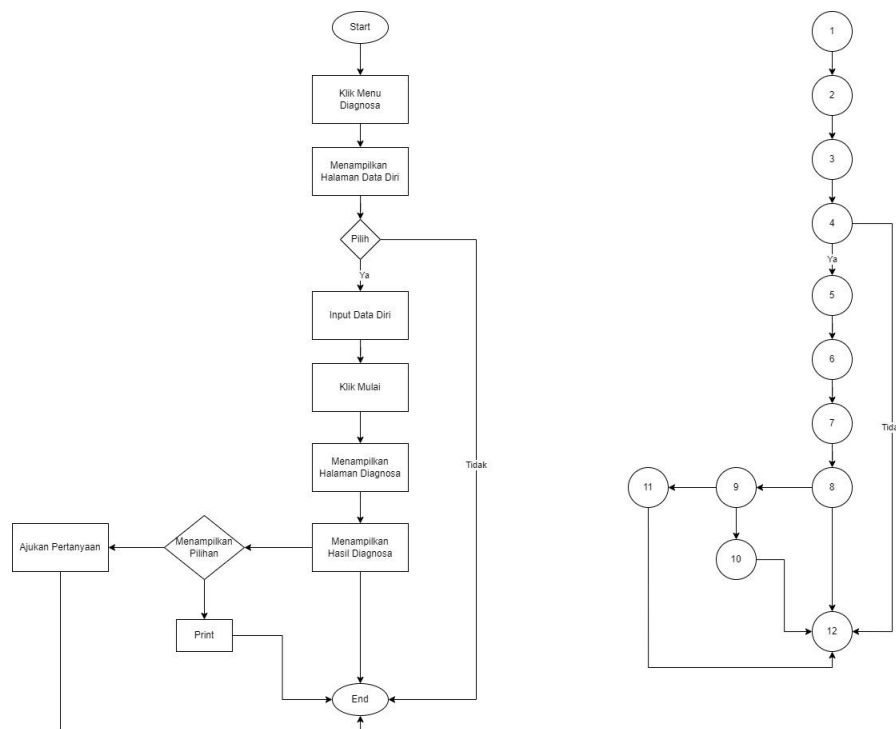 Start
Klik Menu
Diagnosa
Menampilkan
Halaman Data Diri
Pilih
Ya
Input Data Diri
Klik Mulai
Menampilkan
Halaman Diagnosa
Tidak
Menampilkan
Hasil Diagnosa
Menampilkan
Pilihan
Ajukan Pertanyaan
Print
End
1
2
3
4
Ya
5
6
7
Tida
8
9
11
10
12